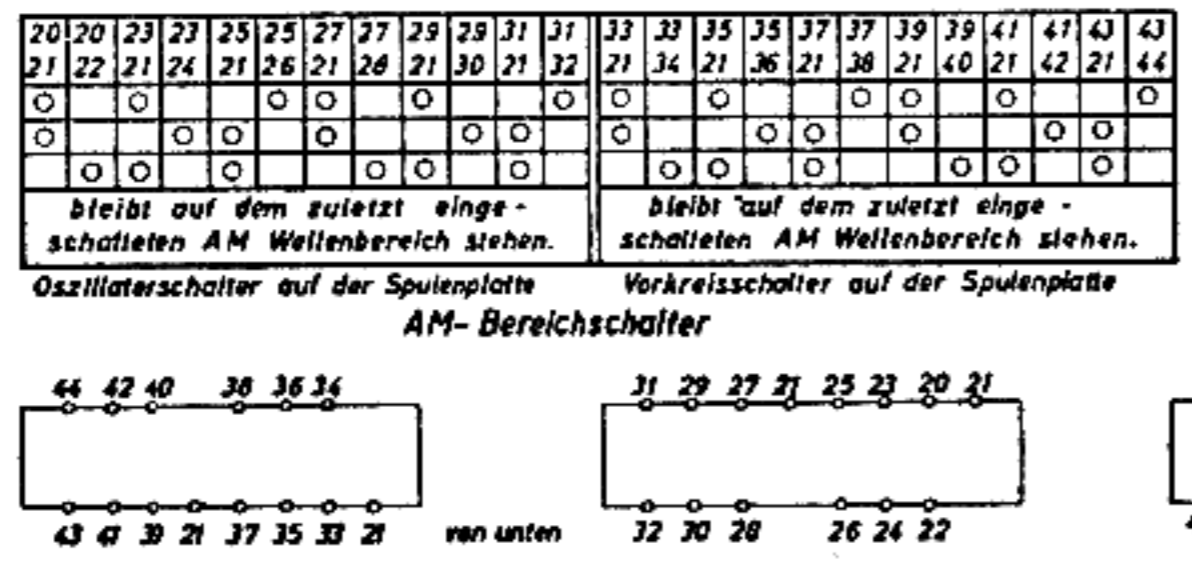 20 20 23 23 25 25 27 27 29 29 31 31 33 33 35 35 37 37 39 39 41 41 43 43
21 22 21 24 21 26 21 28 21 30 21 32 21 34 21 36 21 38 21 40 21 42 21 44
bleibt auf dem zuletzt einge-
schalteten AM Wellenbereich stehen.
bleibt auf dem zuletzt einge-
schalteten AM Wellenbereich stehen.
Oszillatorschalter auf der Spulenplatte
Vorkreisschalter auf der Spulenplatte
AM-Bereichschalter
44 42 40 38 36 34
31 29 27 21 25 23 20 21
43 41 39 21 37 35 33 21
von unten
32 30 28 26 24 22